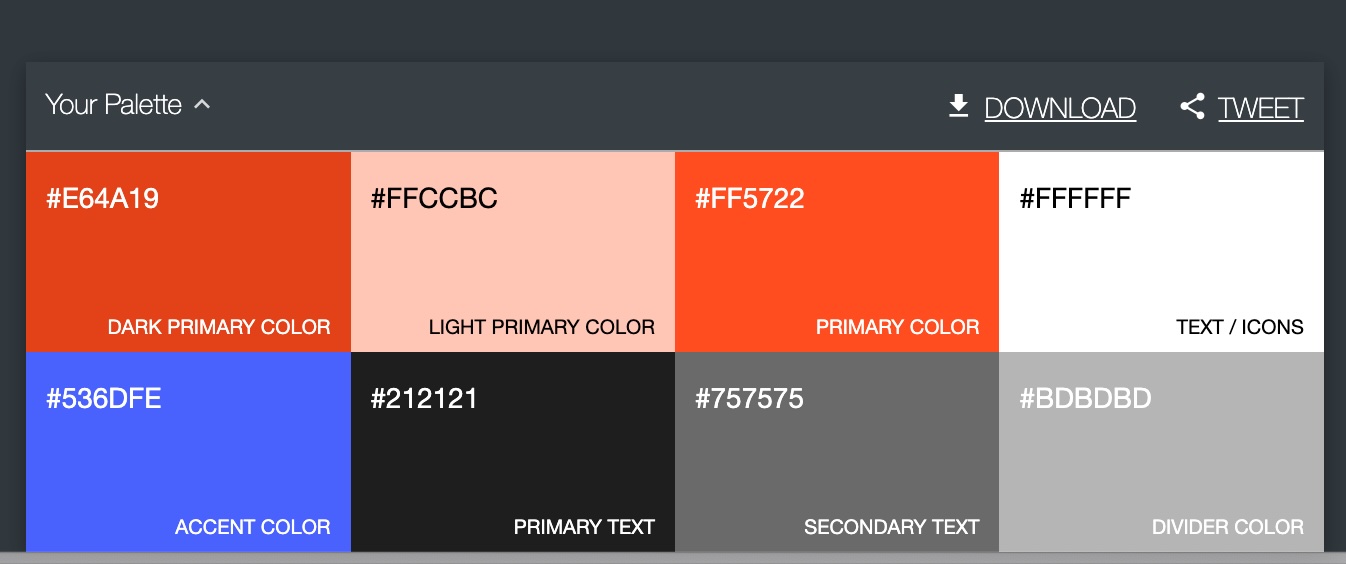 Your Palette
DOWNLOAD
TWEET
#E64A19
DARK PRIMARY COLOR
#FFCCBC
LIGHT PRIMARY COLOR
#FF5722
PRIMARY COLOR
#FFFFFF
TEXT / ICONS
#536DFE
ACCENT COLOR
#212121
PRIMARY TEXT
#757575
SECONDARY TEXT
#BDBDBD
DIVIDER COLOR